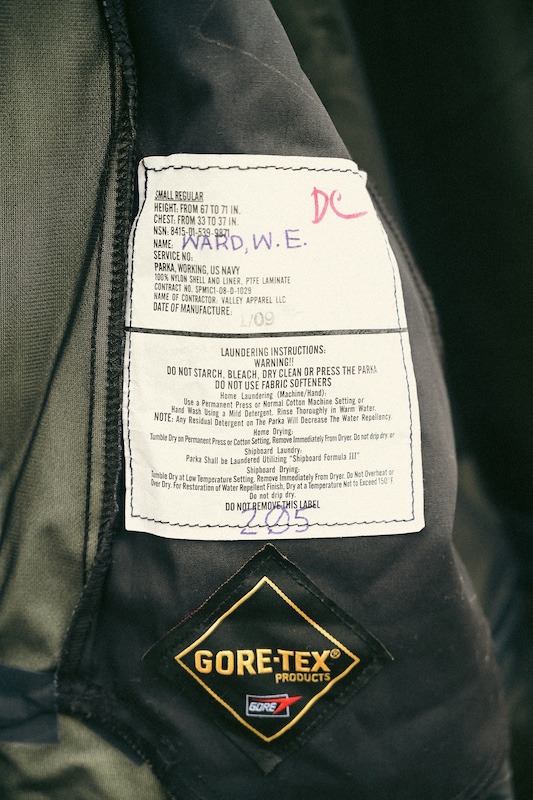 SMALL REGULAR
DC
HEIGHT: FROM 67 TO 71 IN.
CHEST: FROM 33 TO 37 IN.
NSN: 8415-01-539-9871
NAME: WARD, W. E.
SERVICE NO:
PARKA, WORKING, US NAVY
100% NYLON SHELL AND LINER, PTFE LAMINATE
CONTRACT NO. SPM1C1-08-D-1029
NAME OF CONTRACTOR: VALLEY APPAREL LLC
DATE OF MANUFACTURE:
/09
LAUNDERING INSTRUCTIONS:
WARNING!!
DO NOT STARCH, BLEACH, DRY CLEAN OR PRESS THE PARKA
DO NOT USE FABRIC SOFTENERS
Home Laundering (Machine/Hand):
Use a Permanent Press or Normal Cotton Machine Setting or
Hand Wash Using a Mild Detergent. Rinse Thoroughly in Warm Water.
NOTE: Any Residual Detergent on The Parka Will Decrease The Water Repellency.
Home Drying:
Tumble Dry on Permanent Press or Cotton Setting, Remove Immediately From Dryer. Do not drip dry. or
Shipboard Laundry:
Parka Shall be Laundered Utilizing "Shipboard Formula III"
Shipboard Drying:
Tumble Dry at Low Temperature Setting, Remove Immediately From Dryer. Do Not Overheat or
Over Dry. For Restoration of Water Repellent Finish, Dry at a Temperature Not to Exceed 150°F.
Do not drip dry.
DO NOT REMOVE THIS LABEL
205
GORE-TEX®
PRODUCTS
GORE